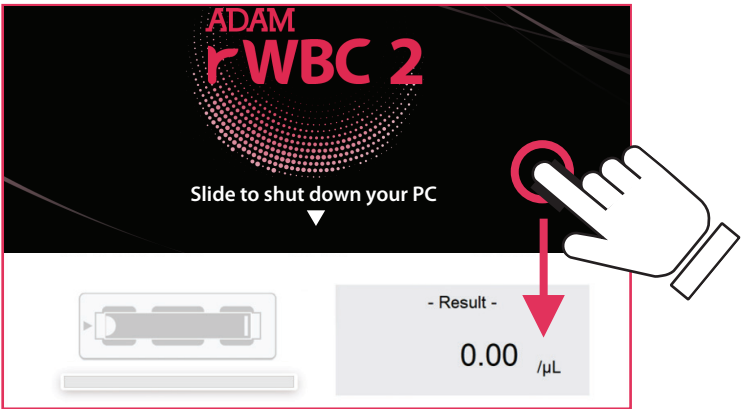 ADAM
rWBC 2
Slide to shut down your PC
- Result -
0.00 /µL